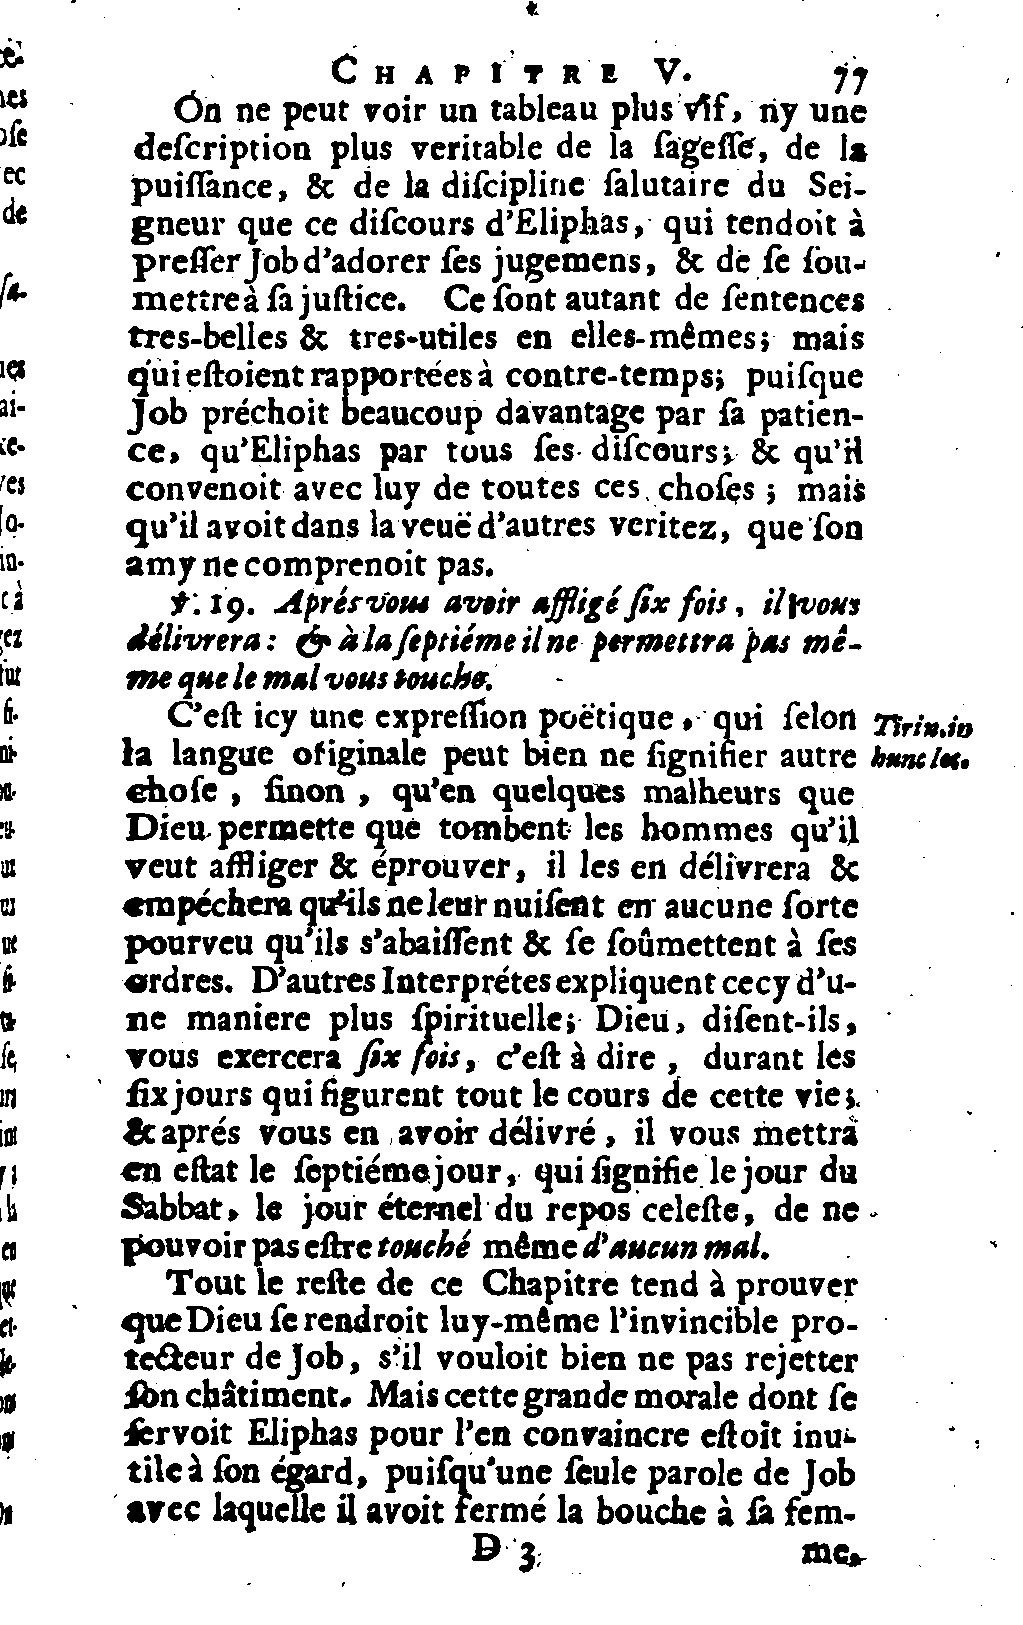 CHAPITRE V. 77
On ne peut voir un tableau plus vif, ny une
deſcription plus veritable de la ſageſſe, de la
puiſſance, & de la diſcipline ſalutaire du Sei-
gneur que ce diſcours d'Eliphas, qui tendoit à
preſſer Job d'adorer ſes jugemens, & de ſe ſou-
mettre à ſa juſtice. Ce ſont autant de ſentences
tres-belles & tres-utiles en elles-mêmes; mais
qui eſtoient rapportées à contre-temps; puiſque
Job préchoit beaucoup davantage par ſa patien-
ce, qu'Eliphas par tous ſes diſcours; & qu'il
convenoit avec luy de toutes ces choſes; mais
qu'il avoit dans la veuë d'autres veritez, que ſon
amy ne comprenoit pas.
℣. 19. Aprés vous avoir affligé ſix fois, il vous
délivrera: & à la ſeptiéme il ne permettra pas mê-
me que le mal vous touche.
C'eſt icy une expreſſion poëtique, qui ſelon
Tirin. in
la langue originale peut bien ne ſignifier autre
hunc loc.
choſe, ſinon, qu'en quelques malheurs que
Dieu permette que tombent les hommes qu'il
veut affliger & éprouver, il les en délivrera &
empéchera qu'ils ne leur nuiſent en aucune ſorte
pourveu qu'ils s'abaiſſent & ſe ſoûmettent à ſes
ordres. D'autres Interprétes expliquent cecy d'u-
ne maniere plus ſpirituelle; Dieu, diſent-ils,
vous exercera ſix fois, c'eſt à dire, durant les
ſix jours qui figurent tout le cours de cette vie;
& aprés vous en avoir délivré, il vous mettra
en eſtat le ſeptiéme jour, qui ſignifie le jour du
Sabbat, le jour éternel du repos celeſte, de ne
pouvoir pas eſtre touché même d'aucun mal.
Tout le reſte de ce Chapitre tend à prouver
que Dieu ſe rendroit luy-même l'invincible pro-
tecteur de Job, s'il vouloit bien ne pas rejetter
ſon châtiment. Mais cette grande morale dont ſe
ſervoit Eliphas pour l'en convaincre eſtoit inu-
tile à ſon égard, puiſqu'une ſeule parole de Job
avec laquelle il avoit fermé la bouche à ſa fem-
D 3 me,